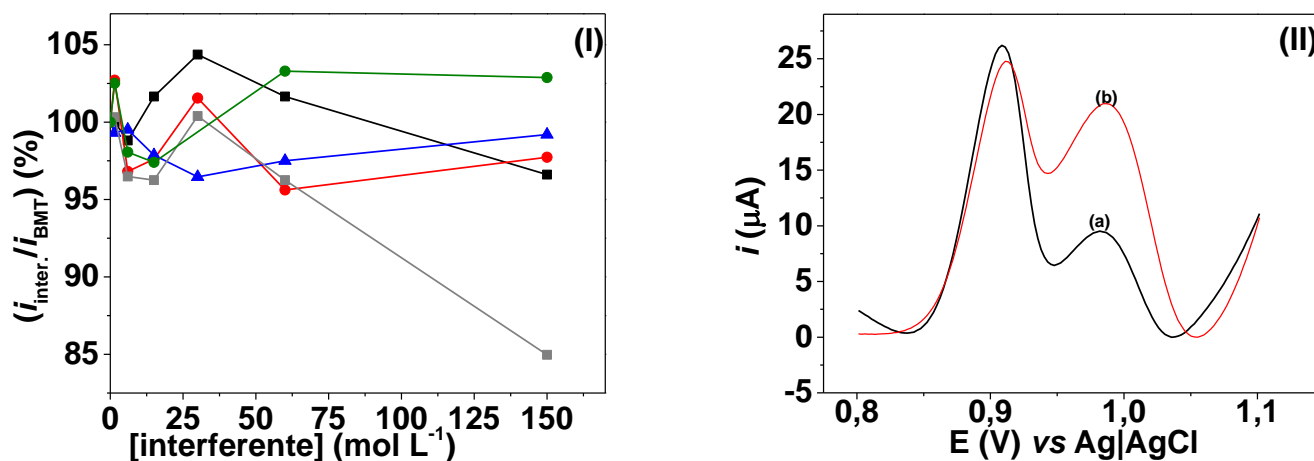 (I)
105
100
95
90
85
(i_inter./i_BMT) (%)
0 25 50 75 100 125 150
[interferente] (mol L⁻¹)
(II)
25
20
15
10
5
0
-5
i (μA)
(b)
(a)
0,8 0,9 1,0 1,1
E (V) vs Ag|AgCl